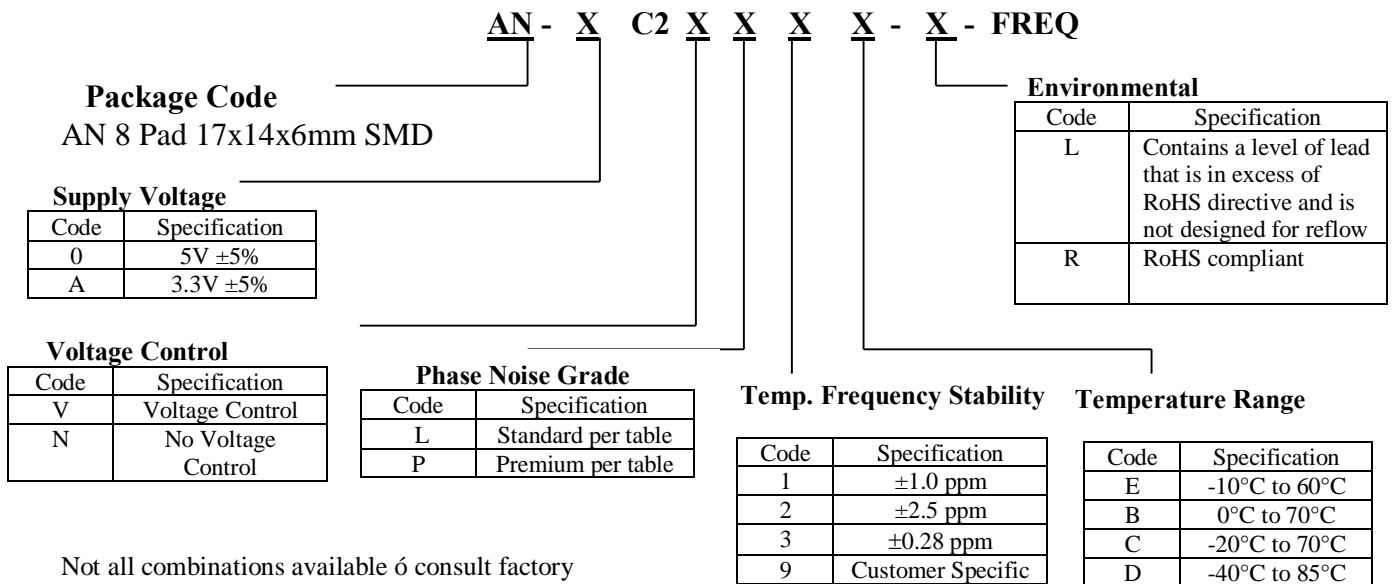 AN - X C2 X X X X - X - FREQ
Package Code
AN 8 Pad 17x14x6mm SMD
Supply Voltage
Code Specification
0 5V ±5%
A 3.3V ±5%
Environmental
Code Specification
L Contains a level of lead
that is in excess of
RoHS directive and is
not designed for reflow
R RoHS compliant
Voltage Control
Code Specification
V Voltage Control
N No Voltage
Control
Phase Noise Grade
Code Specification
L Standard per table
P Premium per table
Temp. Frequency Stability
Code Specification
1 ±1.0 ppm
2 ±2.5 ppm
3 ±0.28 ppm
9 Customer Specific
Temperature Range
Code Specification
E -10°C to 60°C
B 0°C to 70°C
C -20°C to 70°C
D -40°C to 85°C
Not all combinations available ó consult factory